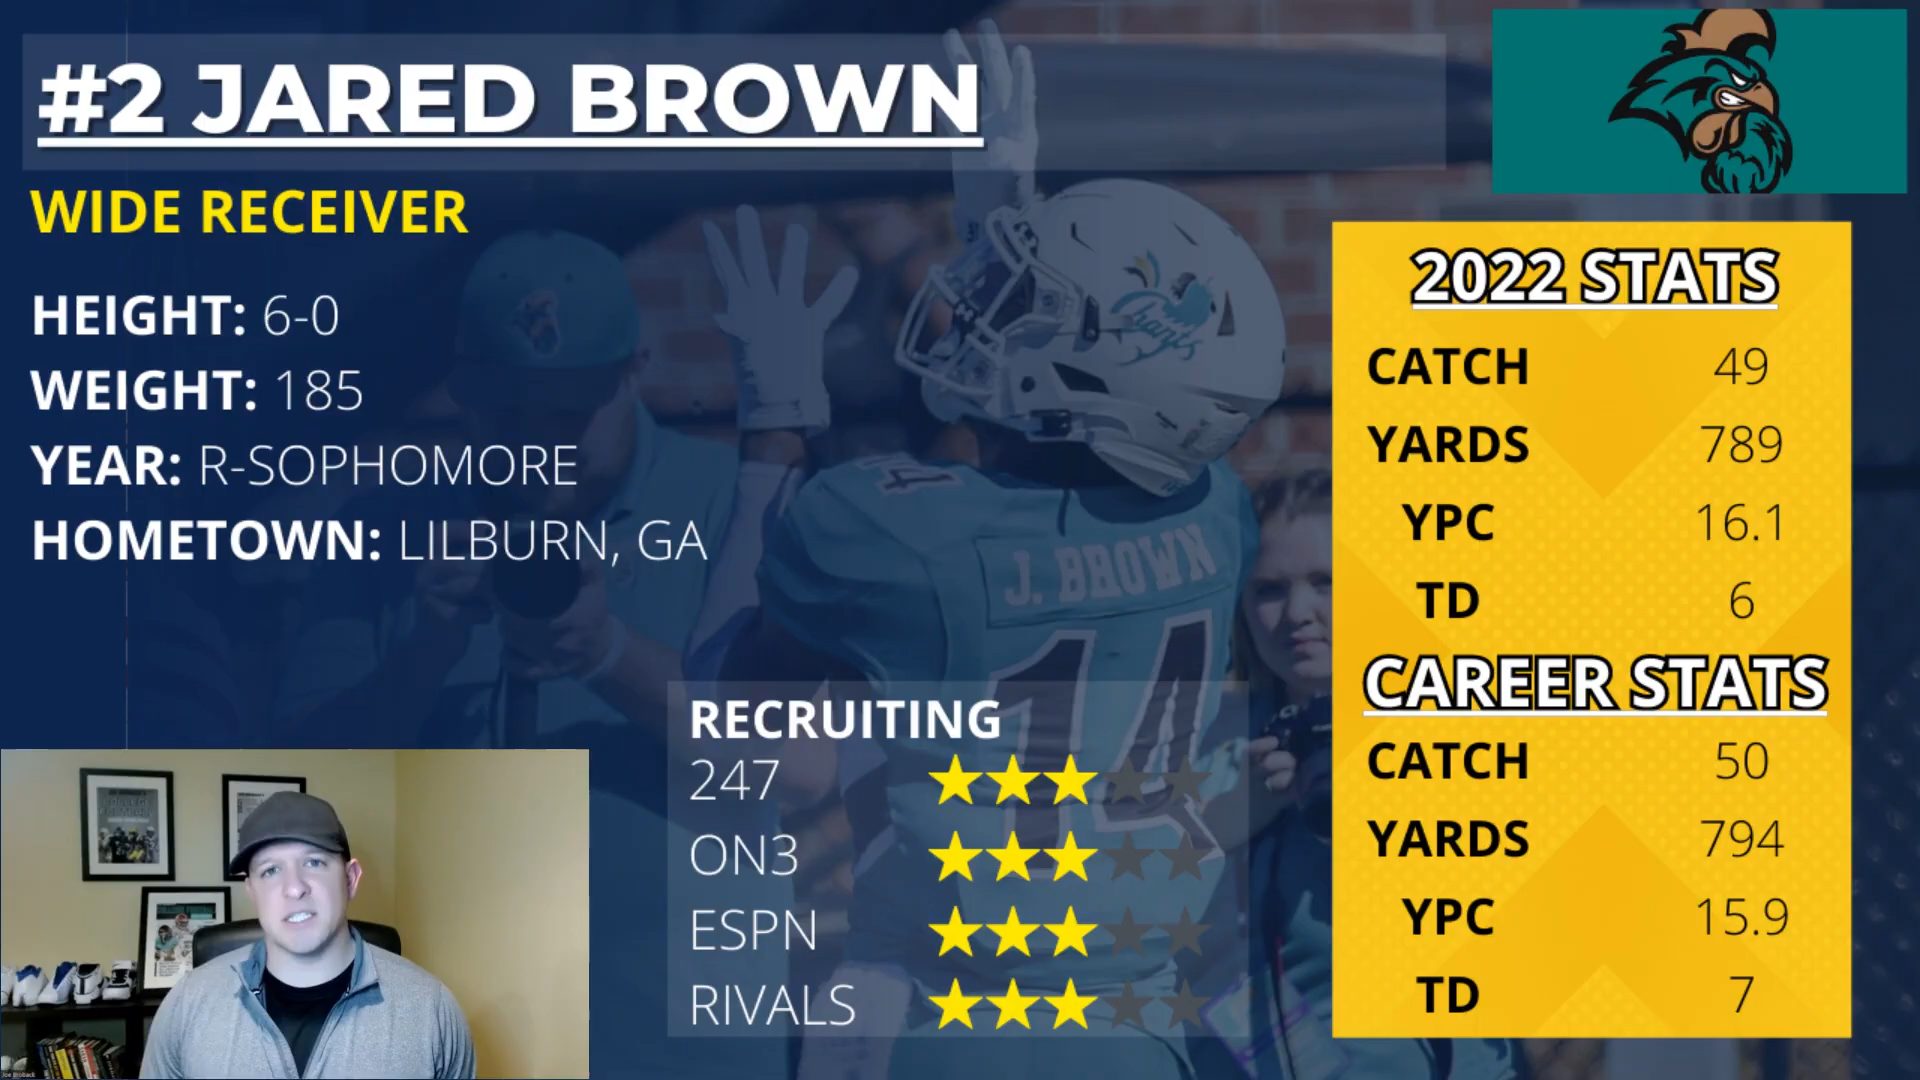 #2 JARED BROWN
WIDE RECEIVER
HEIGHT: 6-0
WEIGHT: 185
YEAR: R-SOPHOMORE
HOMETOWN: LILBURN, GA
2022 STATS
CATCH 49
YARDS 789
YPC 16.1
TD 6
CAREER STATS
CATCH 50
YARDS 794
YPC 15.9
TD 7
RECRUITING
247
ON3
ESPN
RIVALS
J. BROWN
14